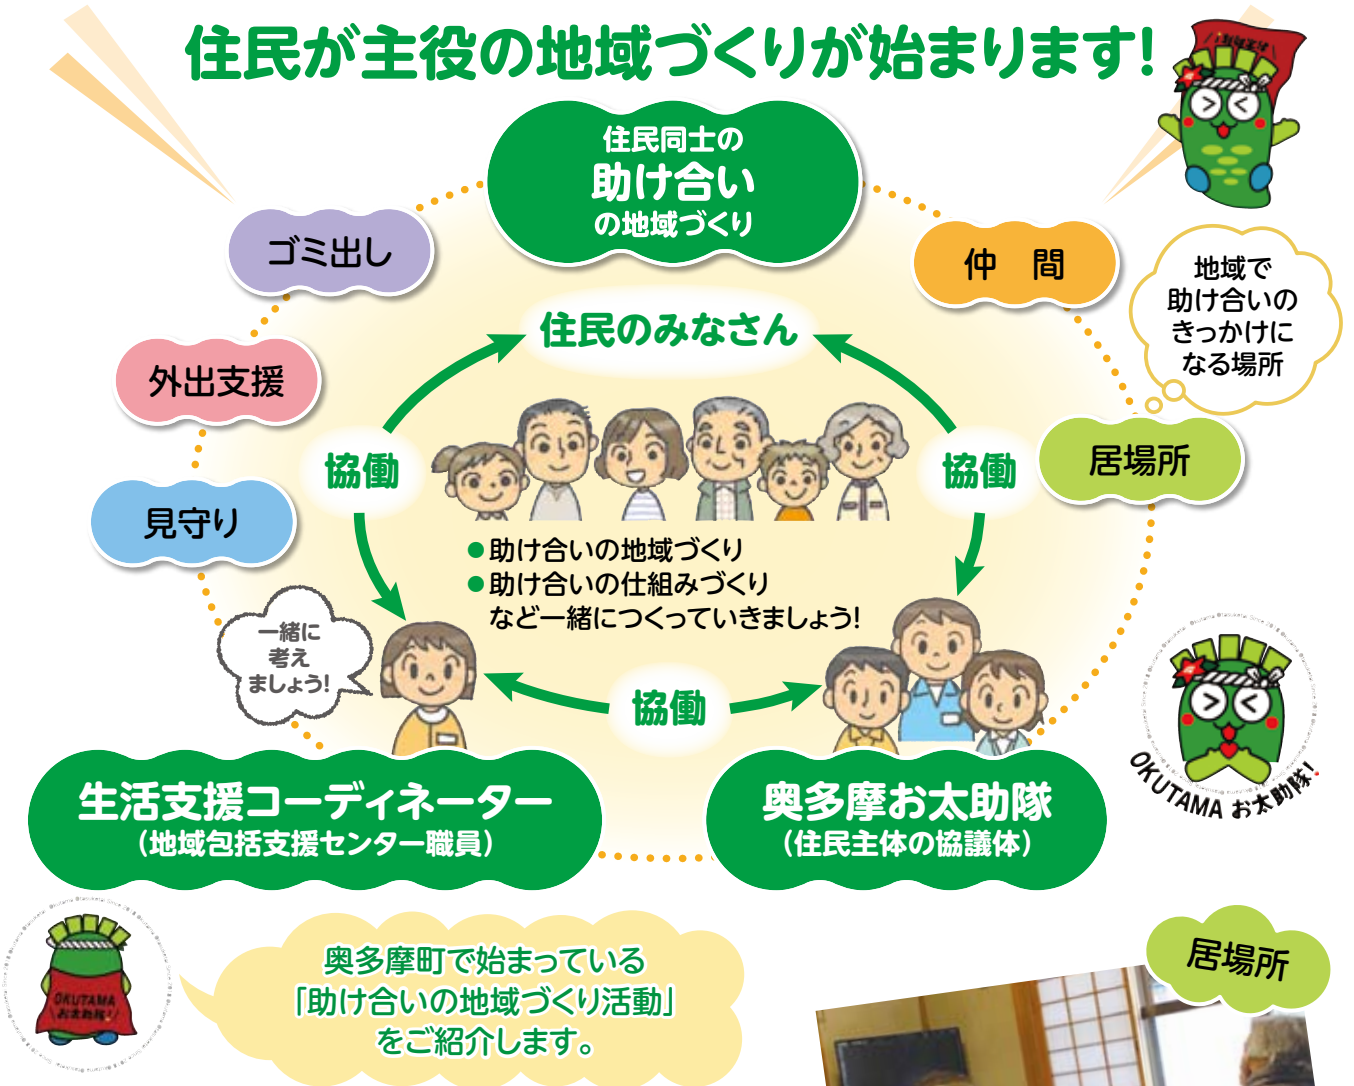 住民が主役の地域づくりが始まります!
住民同士の
助け合い
の地域づくり
ゴミ出し
仲　間
地域で
助け合いの
きっかけに
なる場所
外出支援
住民のみなさん
協働
協働
居場所
見守り
●助け合いの地域づくり
●助け合いの仕組みづくり
など一緒につくっていきましょう!
一緒に
考え
ましょう!
協働
生活支援コーディネーター
（地域包括支援センター職員）
奥多摩お太助隊
（住民主体の協議体）
OKUTAMA お太助隊!
OKUTAMA
お太助隊!
奥多摩町で始まっている
「助け合いの地域づくり活動」
をご紹介します。
居場所